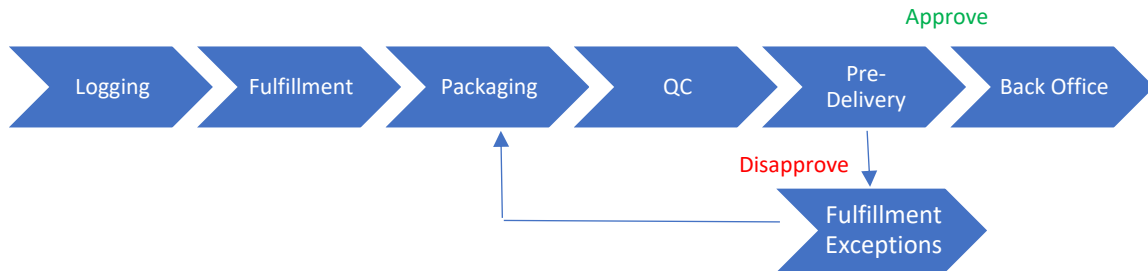 Approve
Logging
Fulfillment
Packaging
QC
Pre-
Delivery
Back Office
Disapprove
Fulfillment
Exceptions